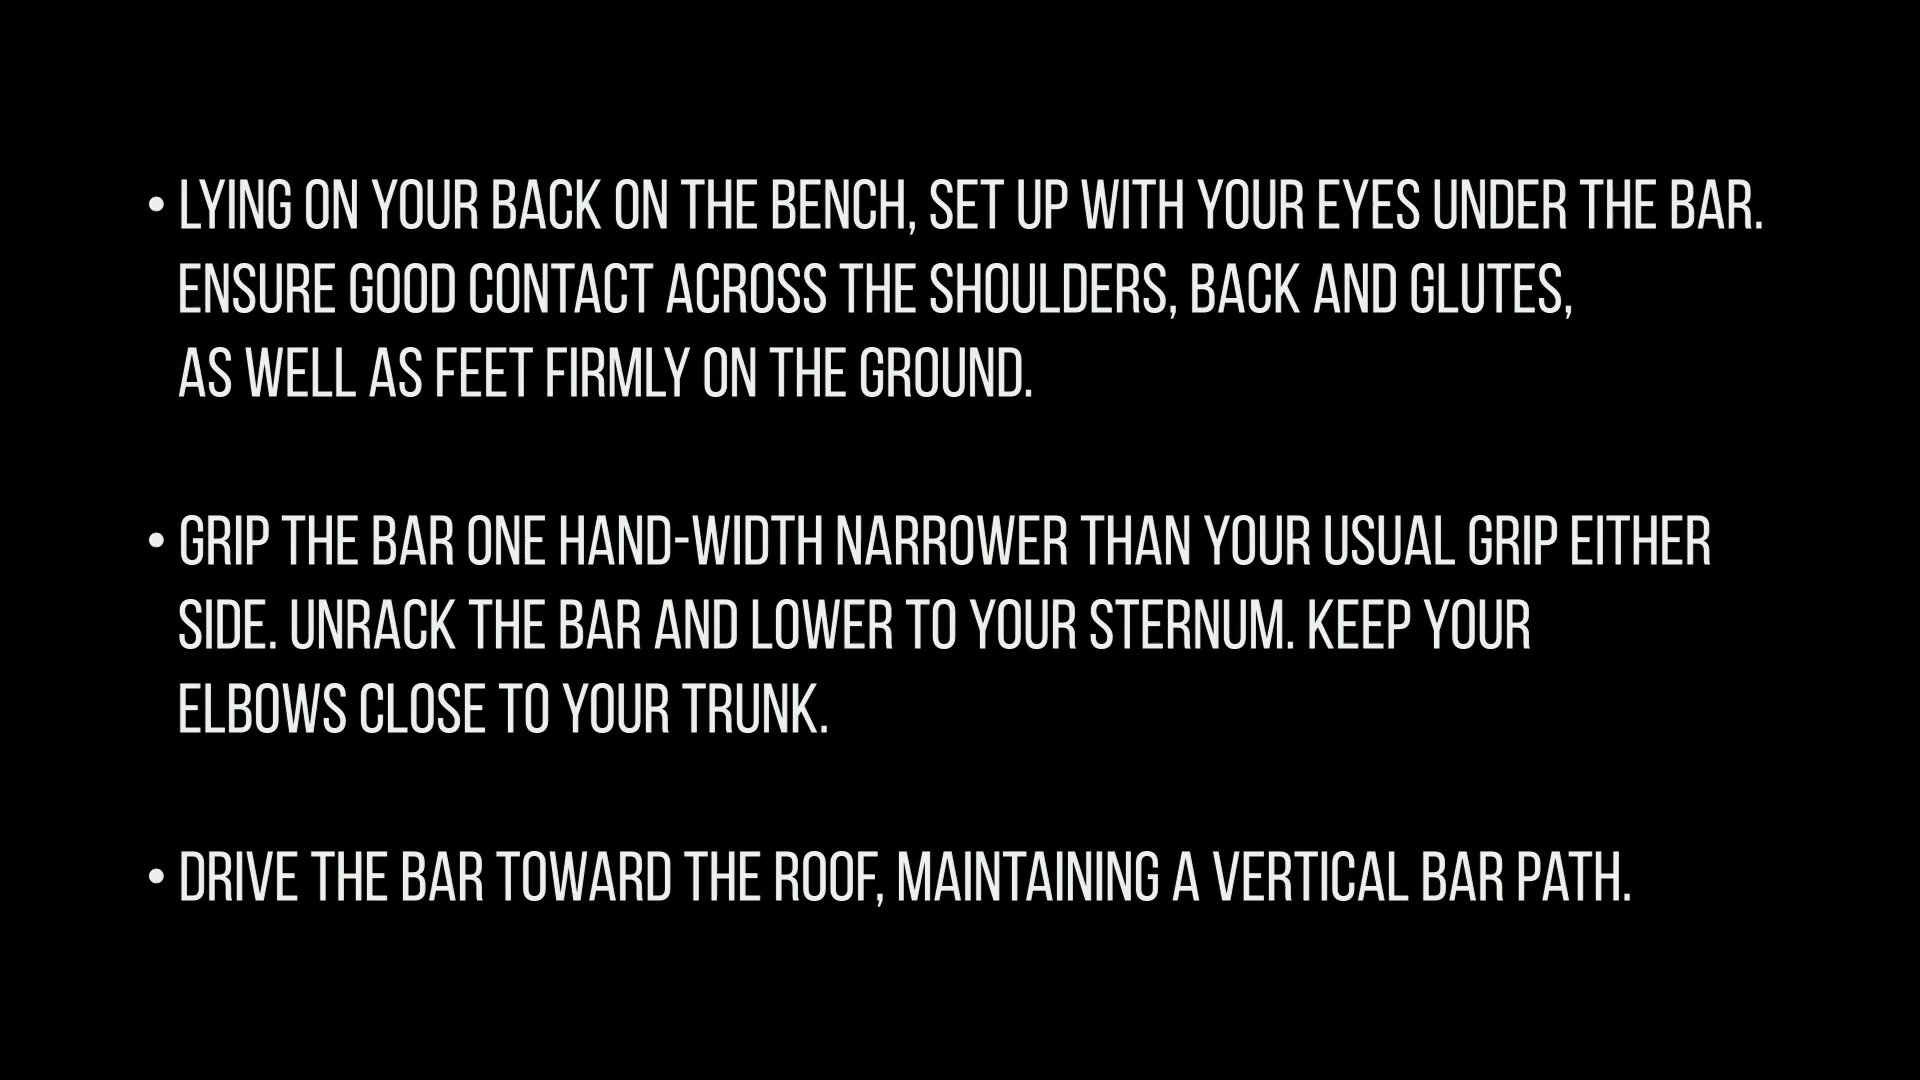 • LYING ON YOUR BACK ON THE BENCH, SET UP WITH YOUR EYES UNDER THE BAR.
ENSURE GOOD CONTACT ACROSS THE SHOULDERS, BACK AND GLUTES,
AS WELL AS FEET FIRMLY ON THE GROUND.
• GRIP THE BAR ONE HAND-WIDTH NARROWER THAN YOUR USUAL GRIP EITHER
SIDE. UNRACK THE BAR AND LOWER TO YOUR STERNUM. KEEP YOUR
ELBOWS CLOSE TO YOUR TRUNK.
• DRIVE THE BAR TOWARD THE ROOF, MAINTAINING A VERTICAL BAR PATH.